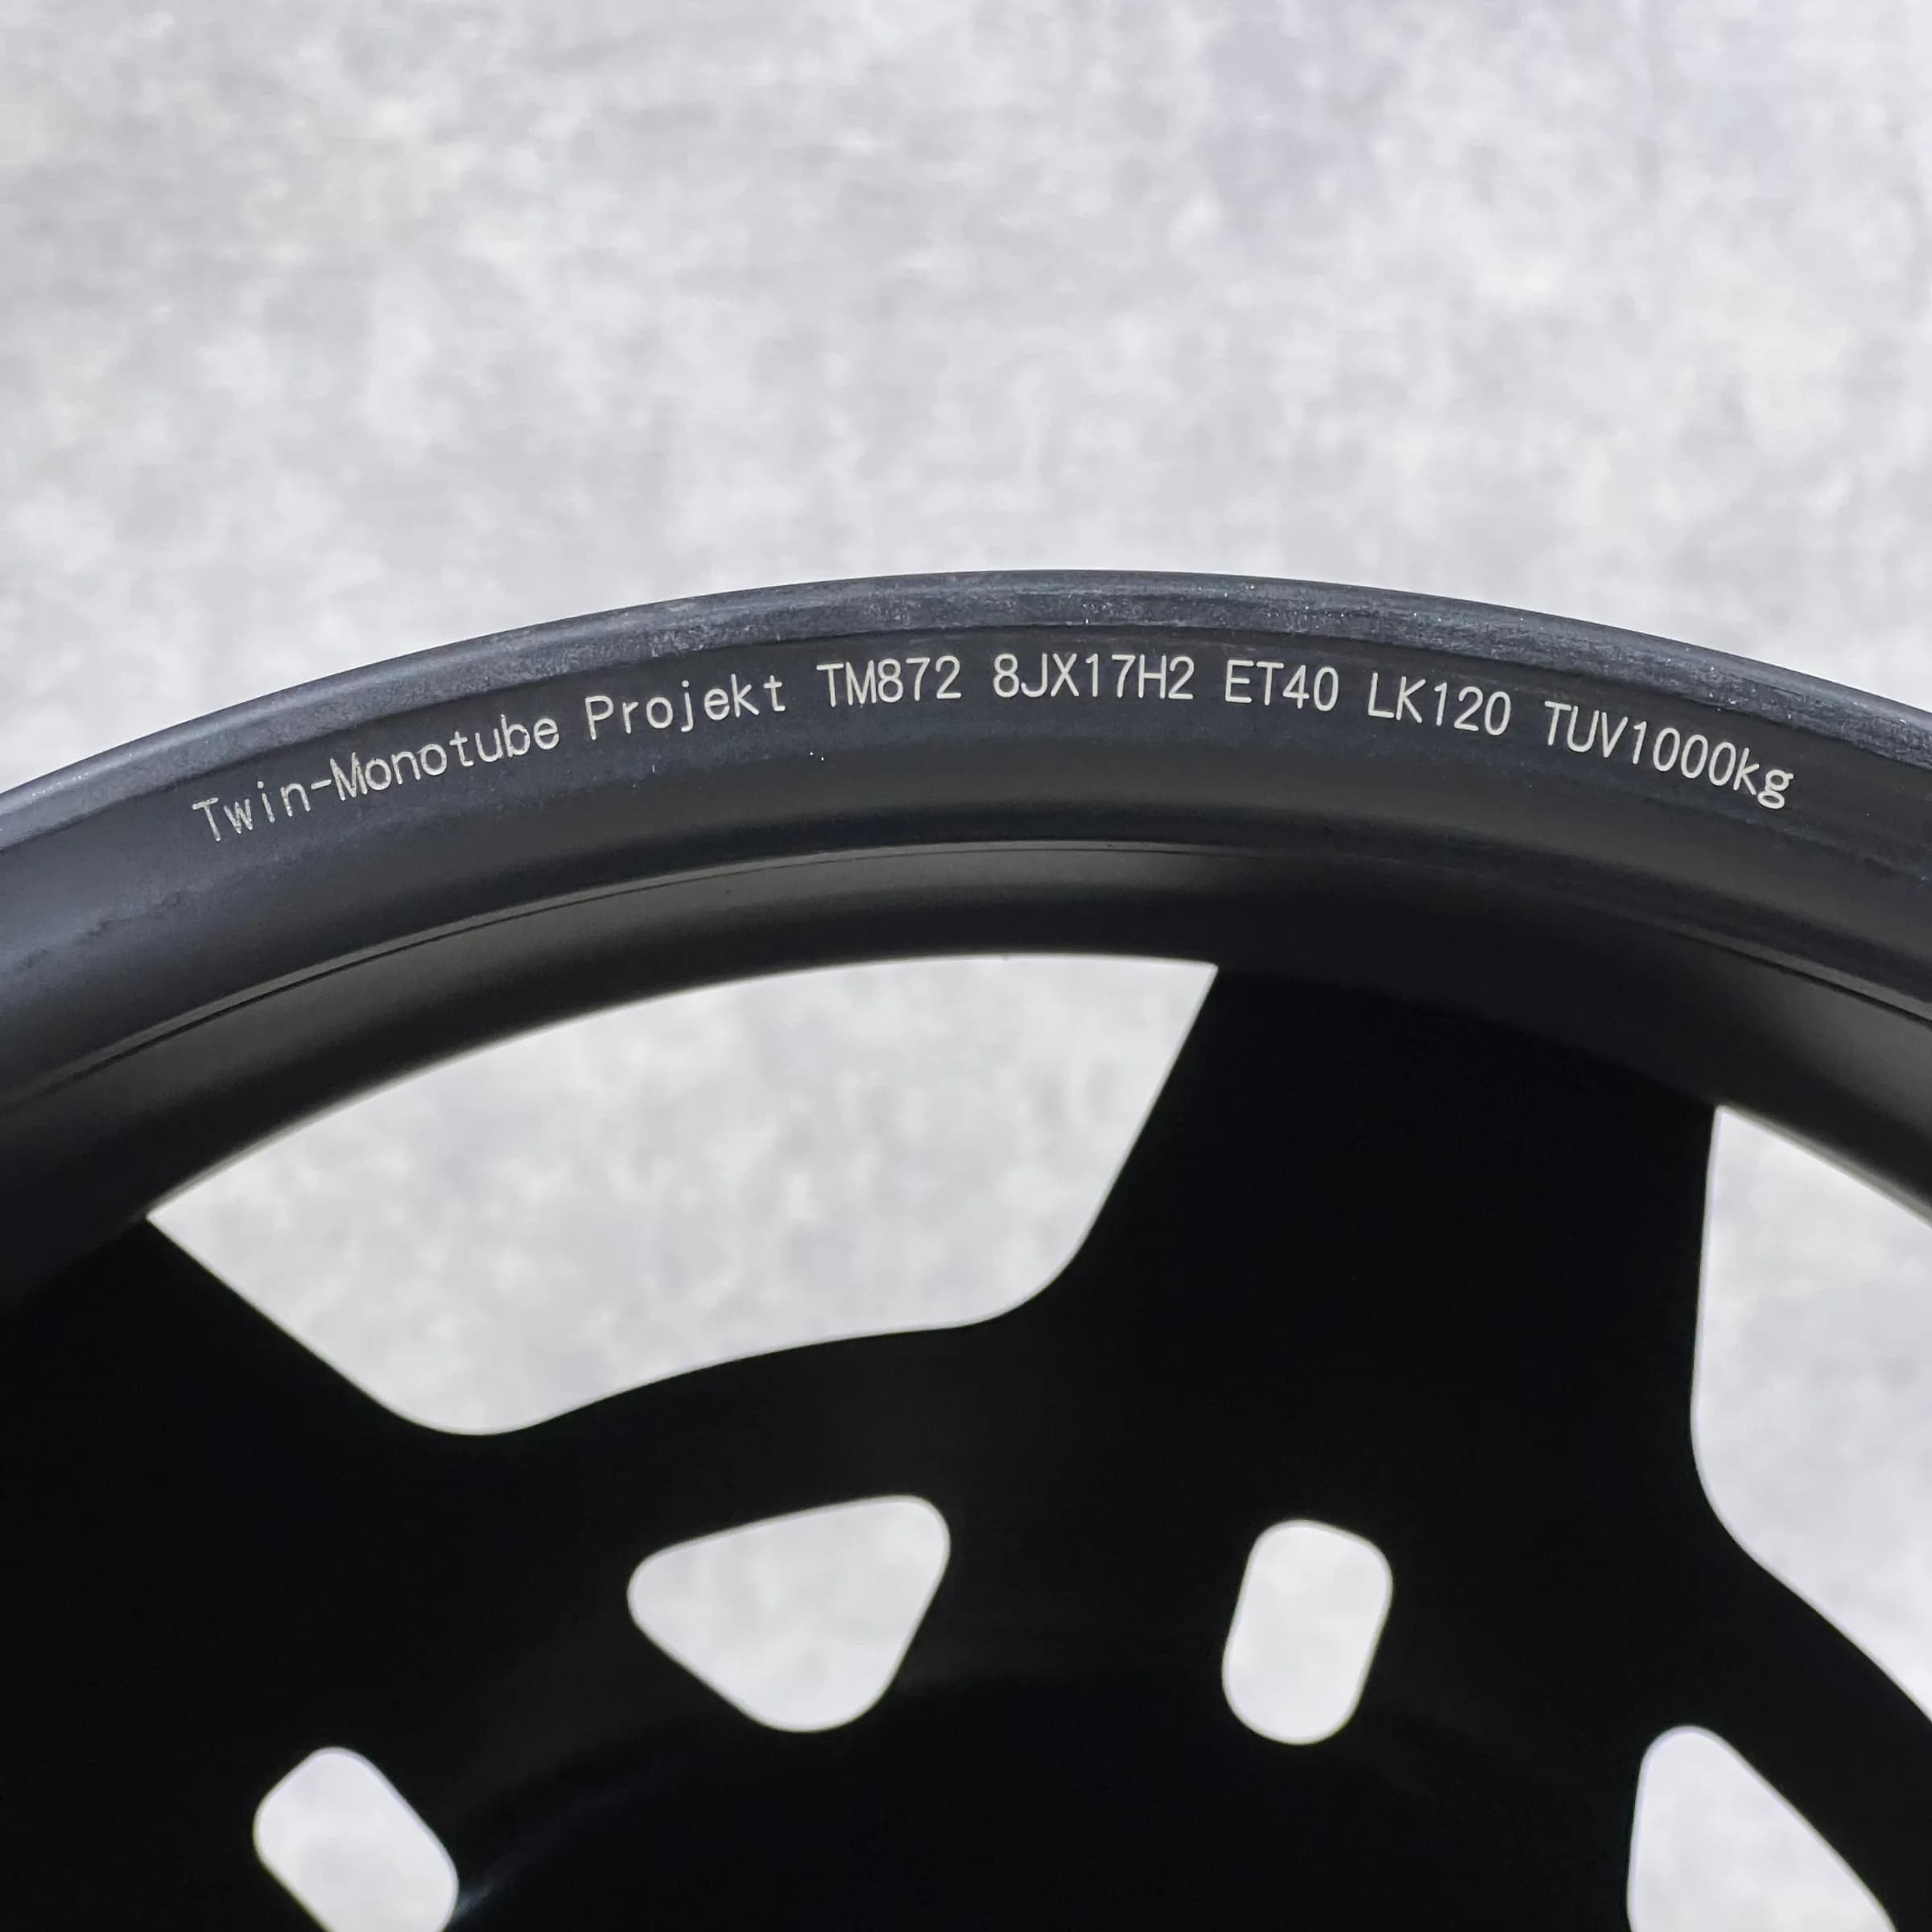 Twin-Monotube Projekt TM872 8JX17H2 ET40 LK120 TUV1000kg